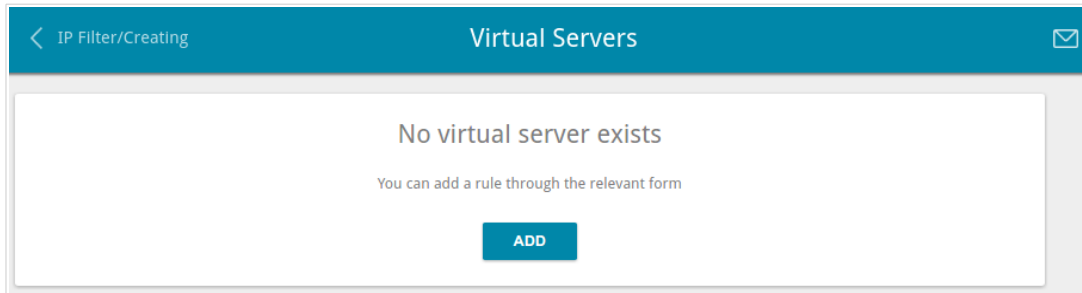 IP Filter/Creating
Virtual Servers
No virtual server exists
You can add a rule through the relevant form
ADD